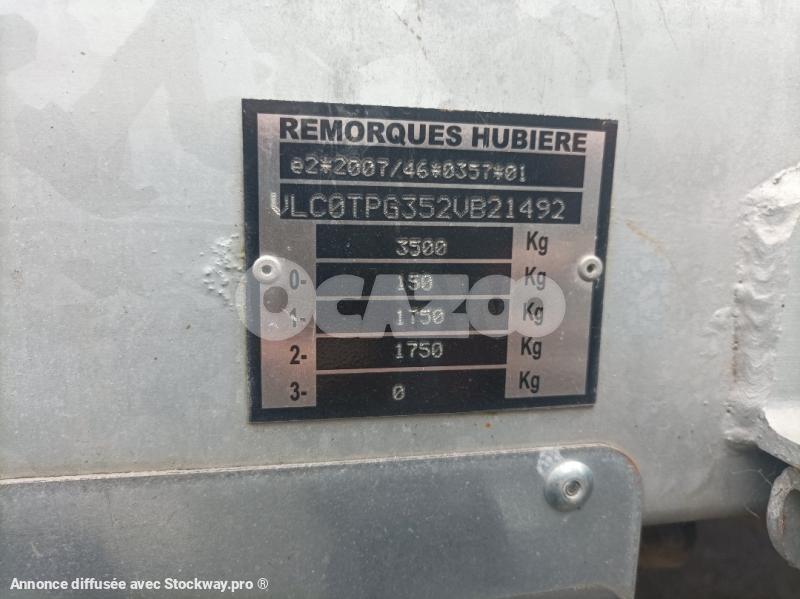 REMORQUES HUBIERE
e2*2007/46*0357*01
VLC0TPG352VB21492
3500 Kg
0- 150 Kg
1- 1750 Kg
2- 1750 Kg
3- 0 Kg
OCAZOO
Annonce diffusée avec Stockway.pro ®